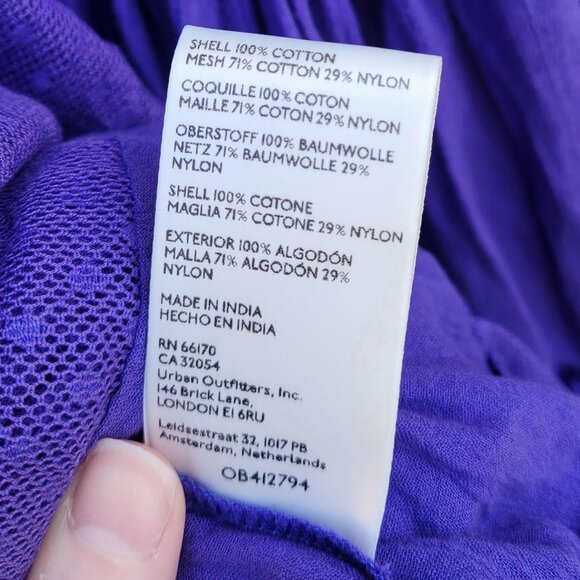 SHELL 100% COTTON
MESH 71% COTTON 29% NYLON
COQUILLE 100% COTON
MAILLE 71% COTON 29% NYLON
OBERSTOFF 100% BAUMWOLLE
NETZ 71% BAUMWOLLE 29%
NYLON
SHELL 100% COTONE
MAGLIA 71% COTONE 29% NYLON
EXTERIOR 100% ALGODÓN
MALLA 71% ALGODÓN 29%
NYLON
MADE IN INDIA
HECHO EN INDIA
RN 66170
CA 32054
Urban Outfitters, Inc.
146 Brick Lane,
LONDON E1 6RU
Leidsestraat 32, 1017 PB
Amsterdam, Netherlands
OB412794